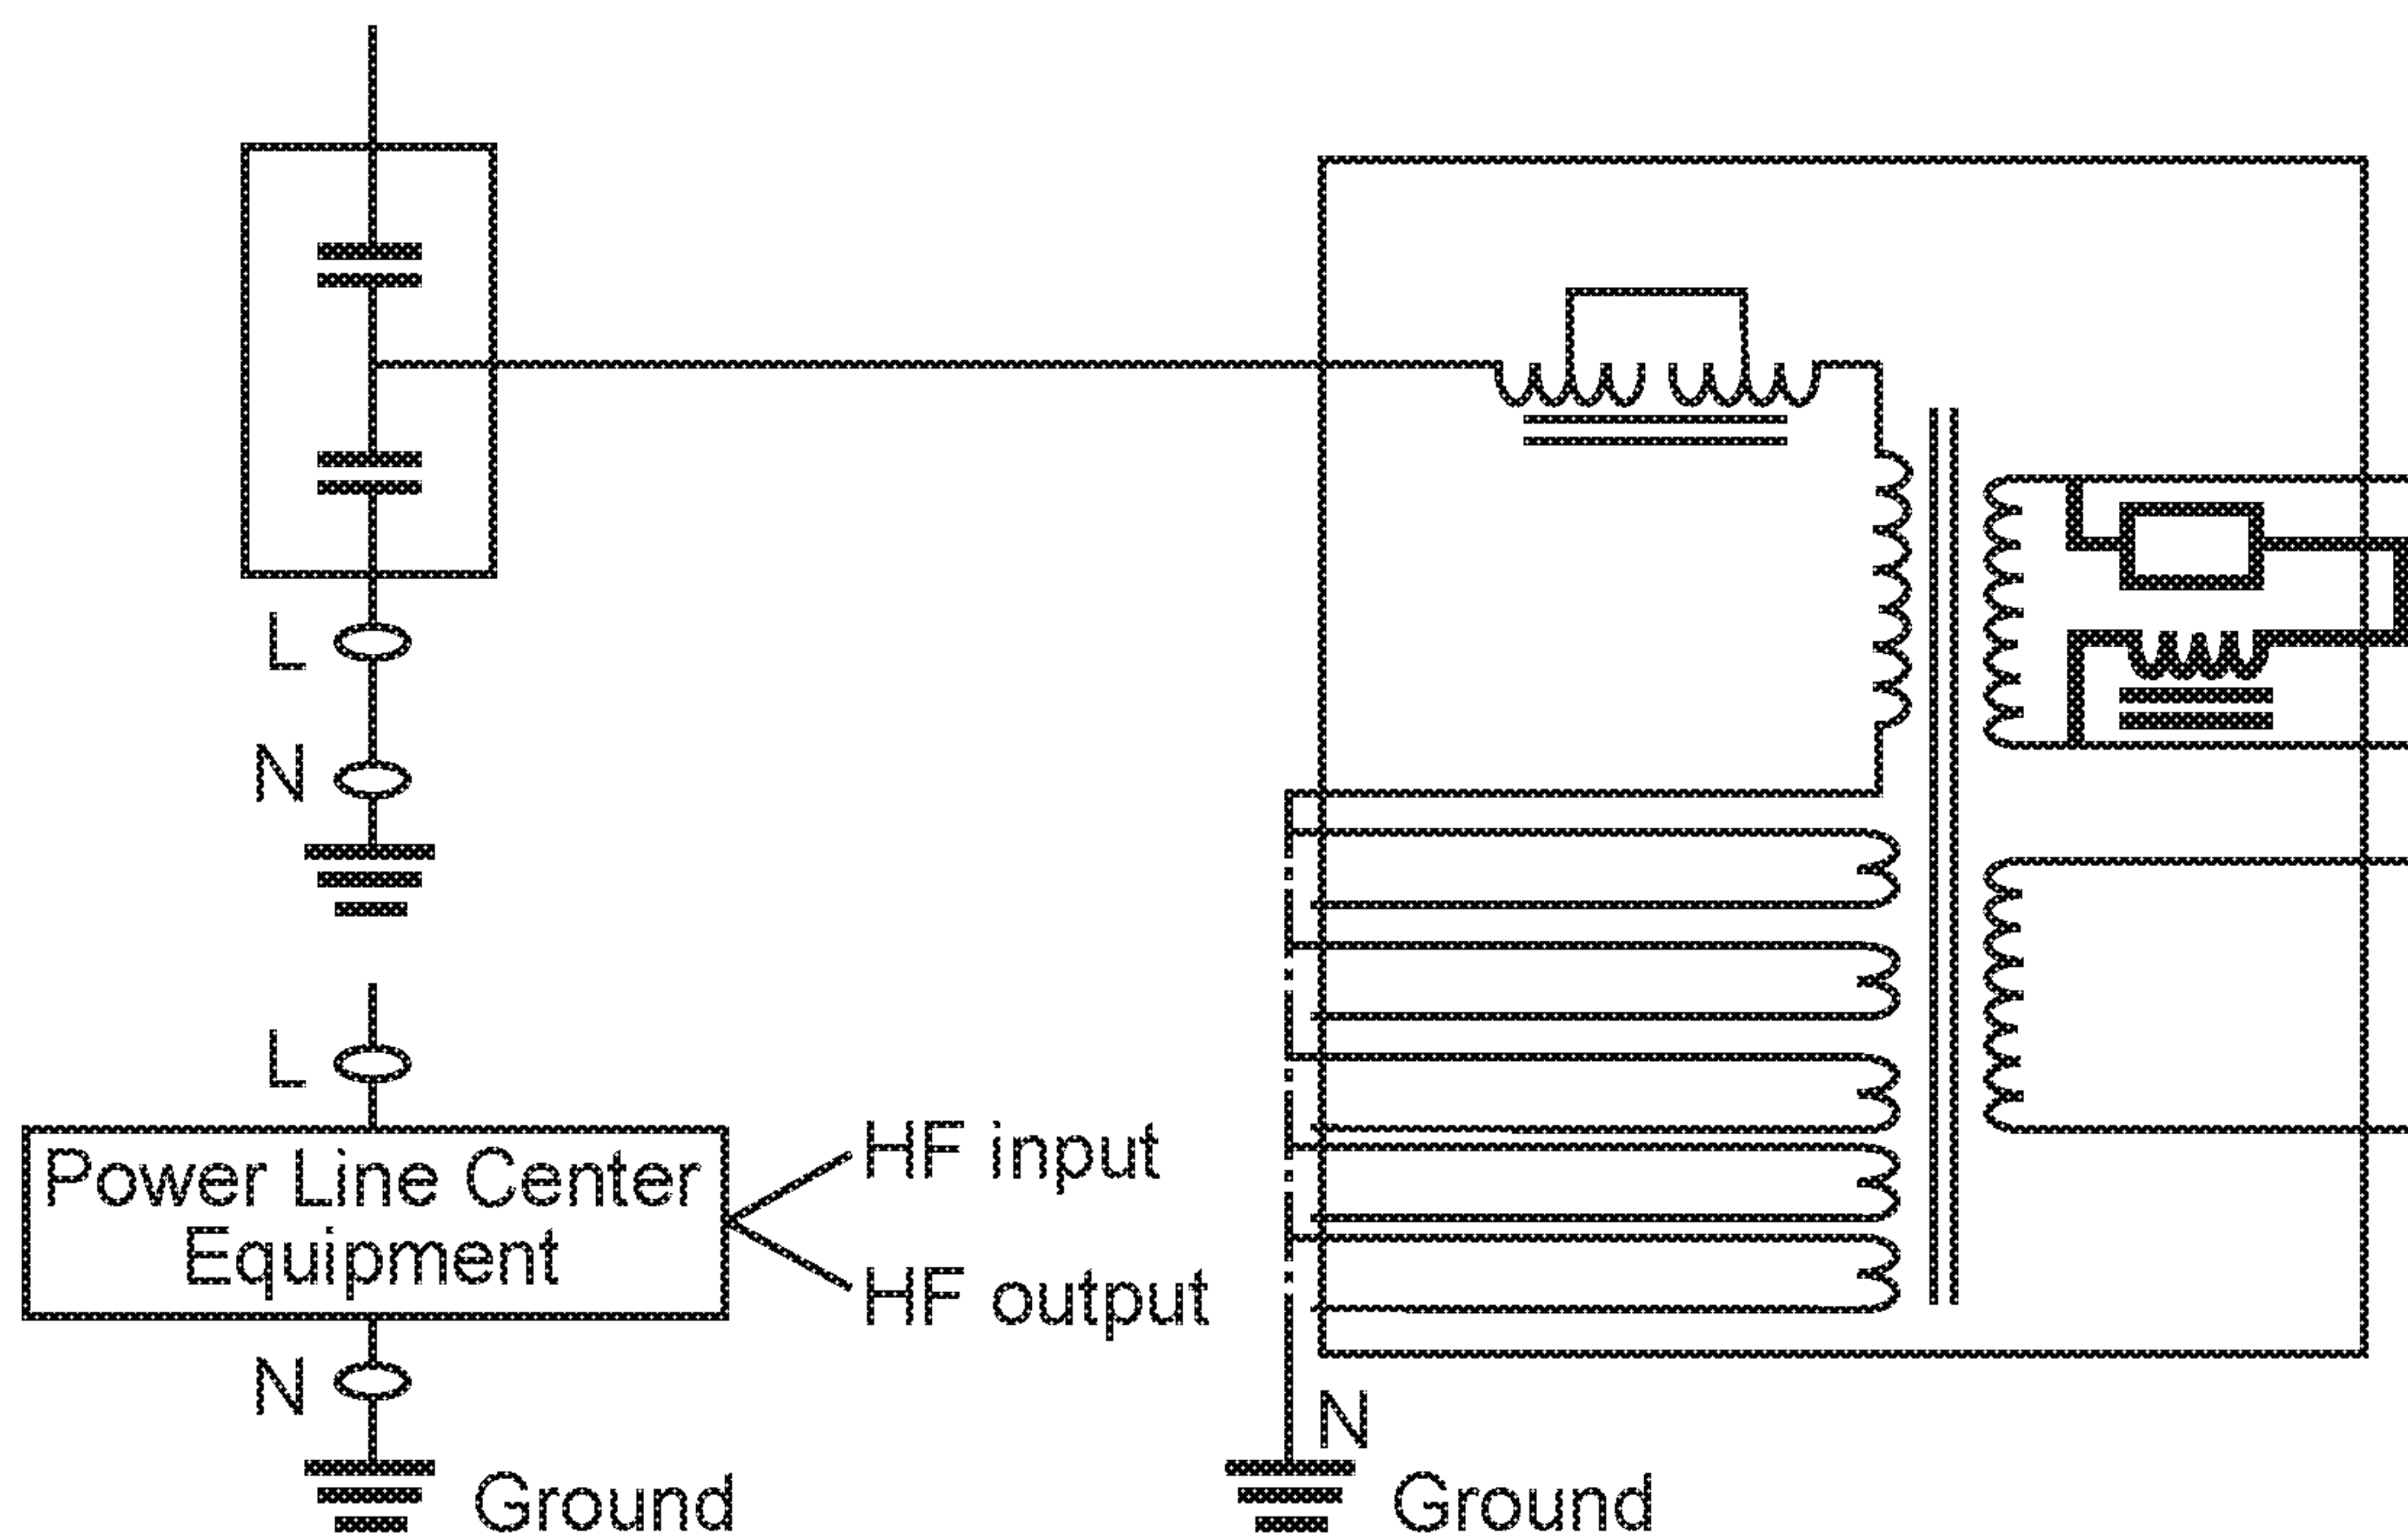 L
N
L
Power Line Center
Equipment
HF input
HF output
N
Ground
N
Ground